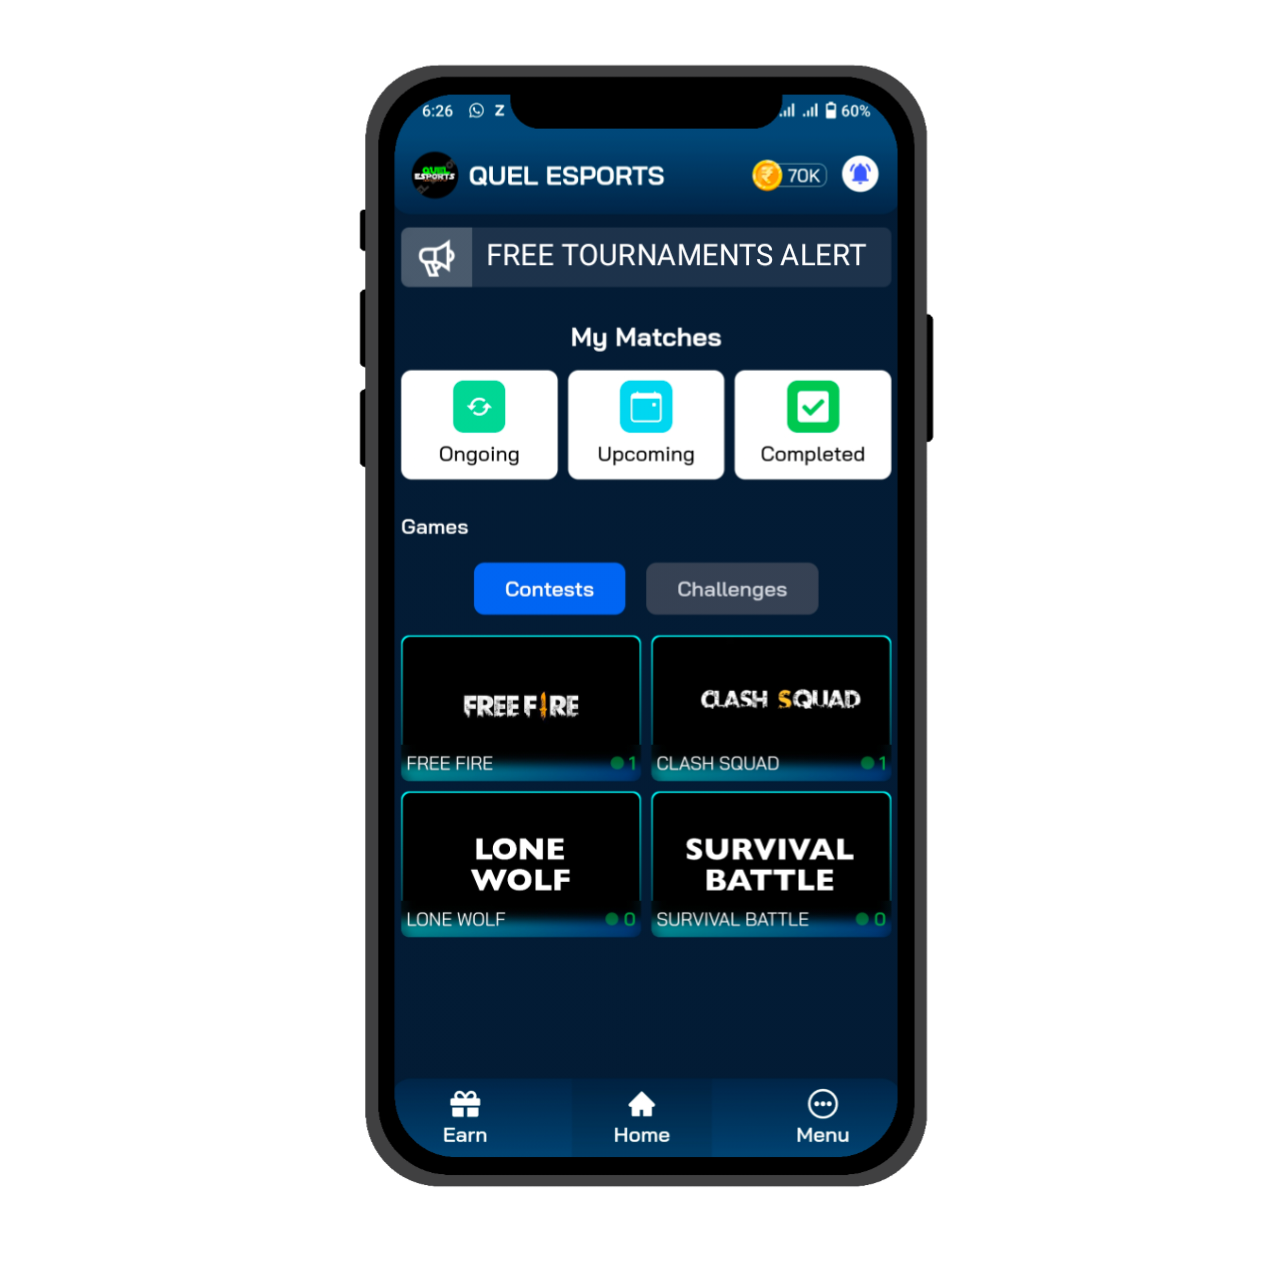 6:26 Z 60%
QUEL ESPORTS QUEL ESPORTS ₹ 70K
FREE TOURNAMENTS ALERT
My Matches
Ongoing Upcoming Completed
Games
Contests Challenges
FREE FIRE CLASH SQUAD
FREE FIRE 1 CLASH SQUAD 1
LONE SURVIVAL
WOLF BATTLE
LONE WOLF 0 SURVIVAL BATTLE 0
Earn Home Menu